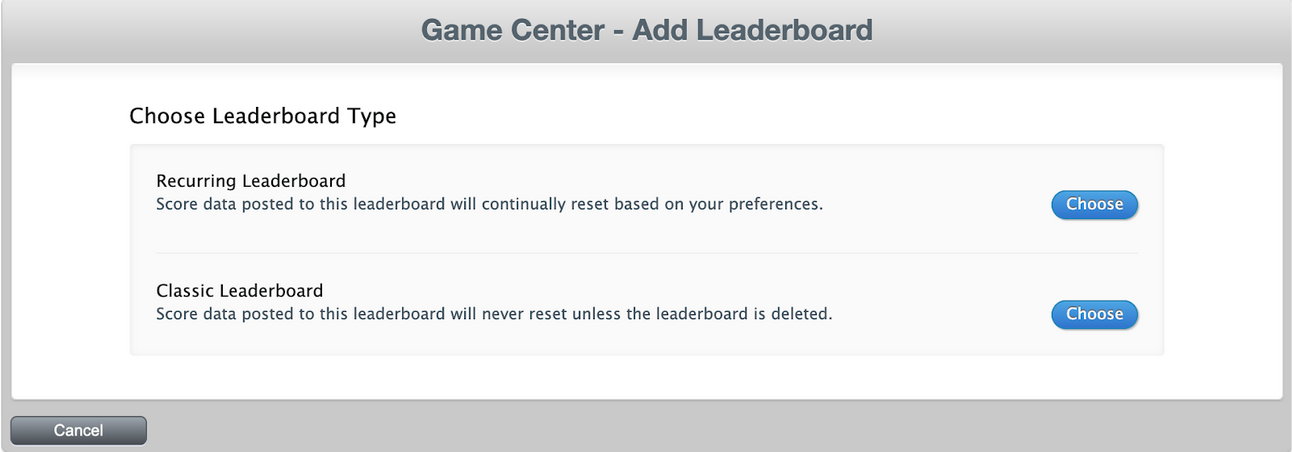 Game Center - Add Leaderboard
Choose Leaderboard Type
Recurring Leaderboard
Score data posted to this leaderboard will continually reset based on your preferences.
Choose
Classic Leaderboard
Score data posted to this leaderboard will never reset unless the leaderboard is deleted.
Choose
Cancel